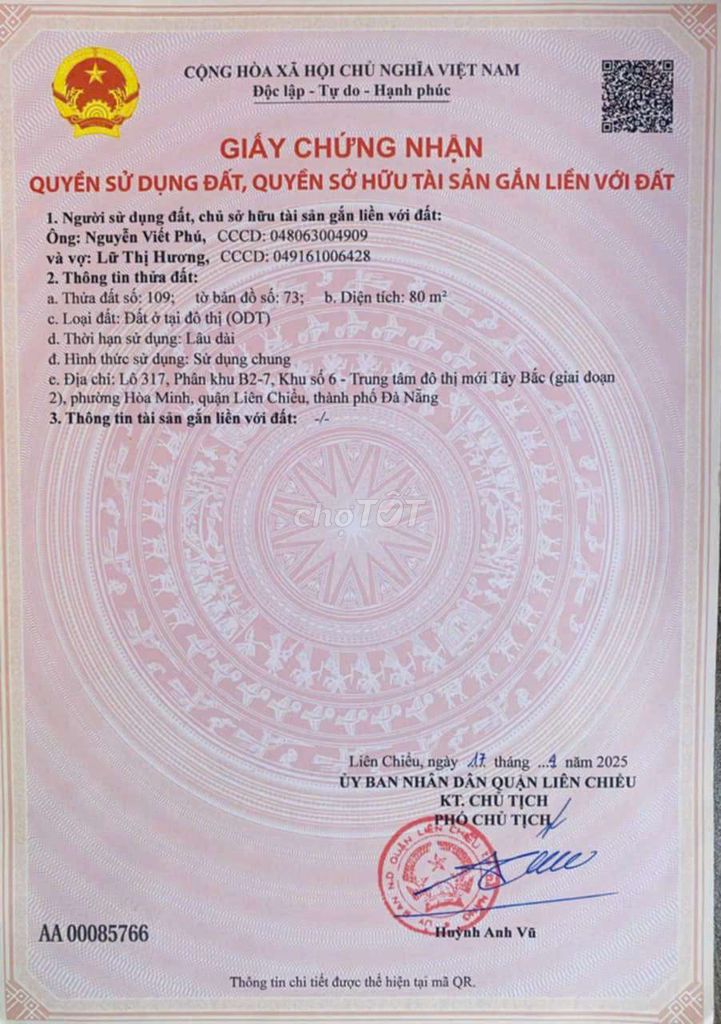 CỘNG HÒA XÃ HỘI CHỦ NGHĨA VIỆT NAM
Độc lập - Tự do - Hạnh phúc
GIẤY CHỨNG NHẬN
QUYỀN SỬ DỤNG ĐẤT, QUYỀN SỞ HỮU TÀI SẢN GẮN LIỀN VỚI ĐẤT
1. Người sử dụng đất, chủ sở hữu tài sản gắn liền với đất:
Ông: Nguyễn Viết Phú, CCCD: 048063004909
và vợ: Lữ Thị Hương, CCCD: 049161006428
2. Thông tin thửa đất:
a. Thửa đất số: 109; tờ bản đồ số: 73; b. Diện tích: 80 m²
c. Loại đất: Đất ở tại đô thị (ODT)
d. Thời hạn sử dụng: Lâu dài
đ. Hình thức sử dụng: Sử dụng chung
e. Địa chỉ: Lô 317, Phân khu B2-7, Khu số 6 - Trung tâm đô thị mới Tây Bắc (giai đoạn
2), phường Hòa Minh, quận Liên Chiểu, thành phố Đà Nẵng
3. Thông tin tài sản gắn liền với đất: -/-
chợTỐT
Liên Chiểu, ngày 17 tháng ... năm 2025
ỦY BAN NHÂN DÂN QUẬN LIÊN CHIỂU
KT. CHỦ TỊCH
PHÓ CHỦ TỊCH
QUẬN LIÊN CHIỂU
AA 00085766
Huỳnh Anh Vũ
Thông tin chi tiết được thể hiện tại mã QR.